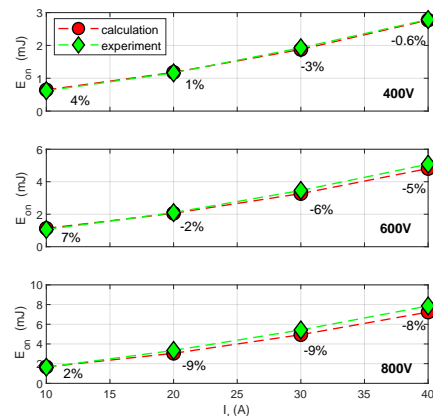 3
2
1
0
E_on (mJ)
calculation
experiment
4%
1%
-3%
-0.6%
400V
6
4
2
0
E_on (mJ)
7%
-2%
-6%
-5%
600V
10
8
6
4
2
0
E_on (mJ)
2%
-9%
-9%
-8%
800V
10 15 20 25 30 35 40
(A)